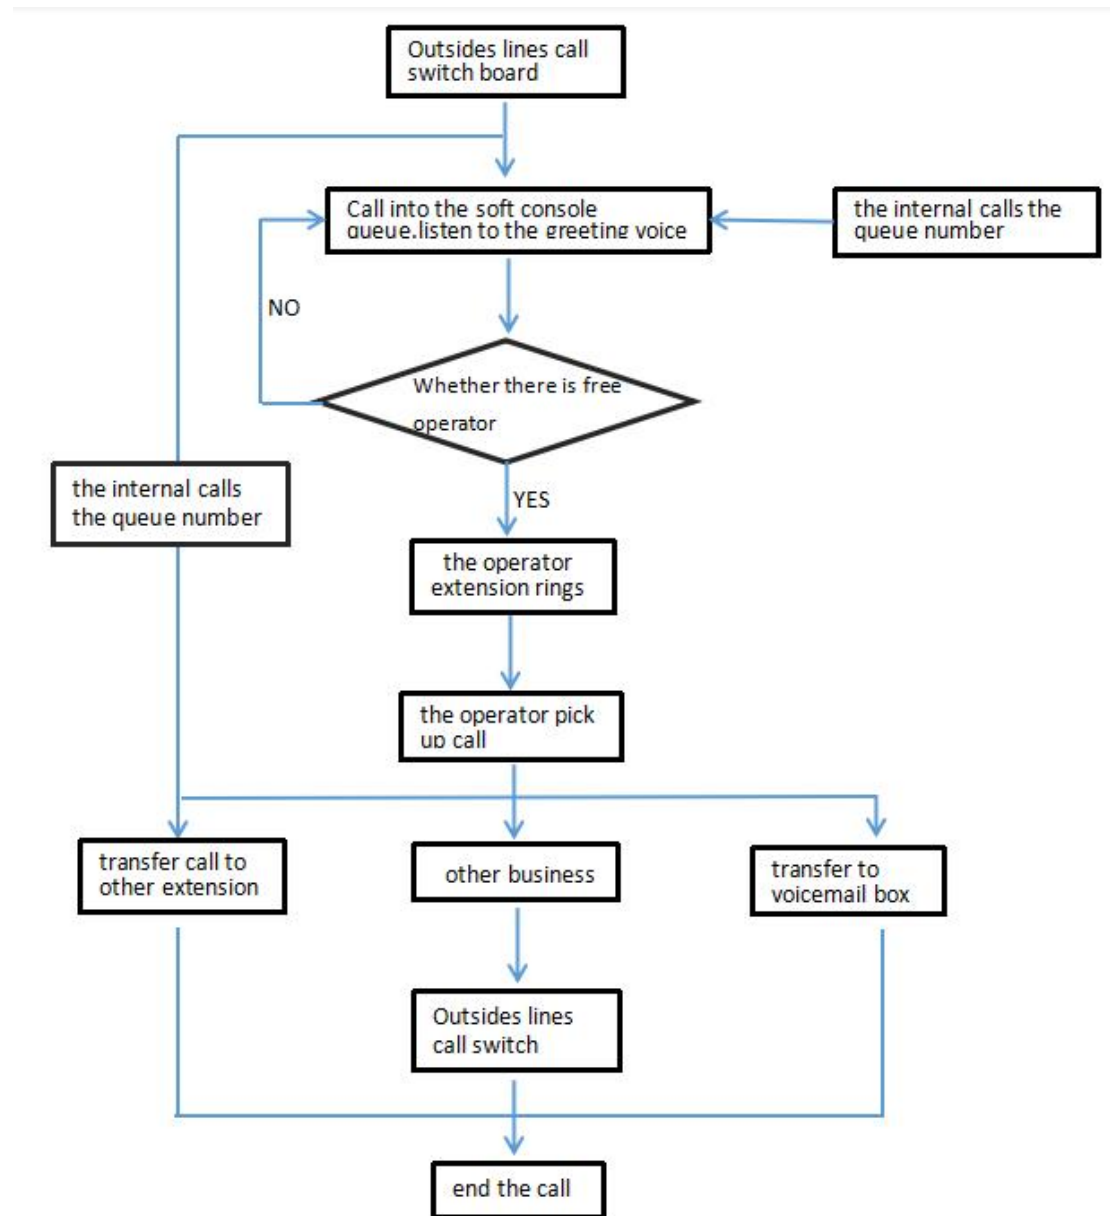 Outsides lines call
switch board
Call into the soft console
queue,listen to the greeting voice
the internal calls the
queue number
NO
Whether there is free
operator
the internal calls
the queue number
YES
the operator
extension rings
the operator pick
up call
transfer call to
other extension
other business
transfer to
voicemail box
Outsides lines
call switch
end the call